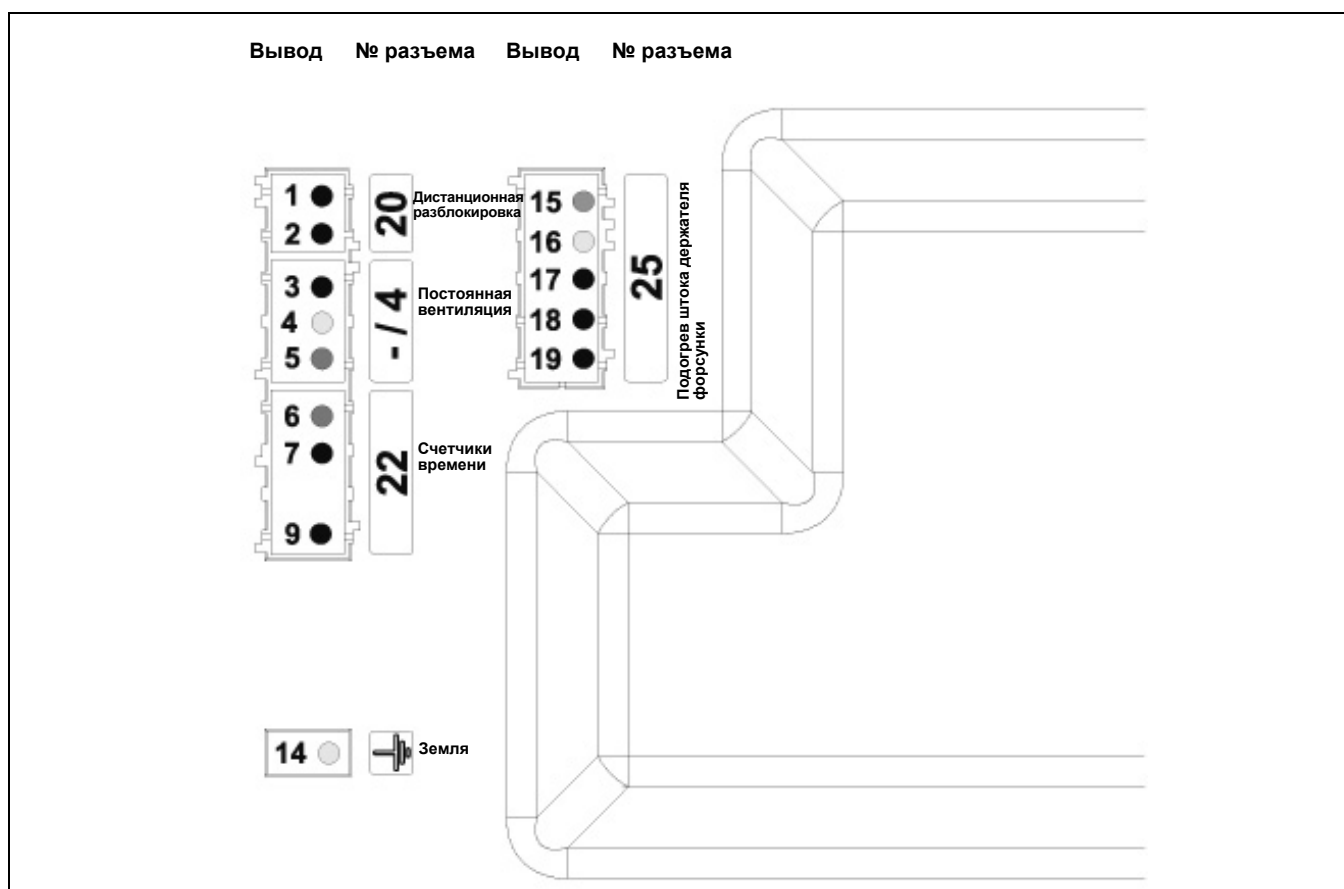 Вывод № разъема Вывод № разъема
1
2
20
Дистанционная
разблокировка
3
4
5
- / 4
Постоянная
вентиляция
6
7
9
22
Счетчики
времени
14
Земля
15
16
17
18
19
25
Подогрев штока держателя
форсунки